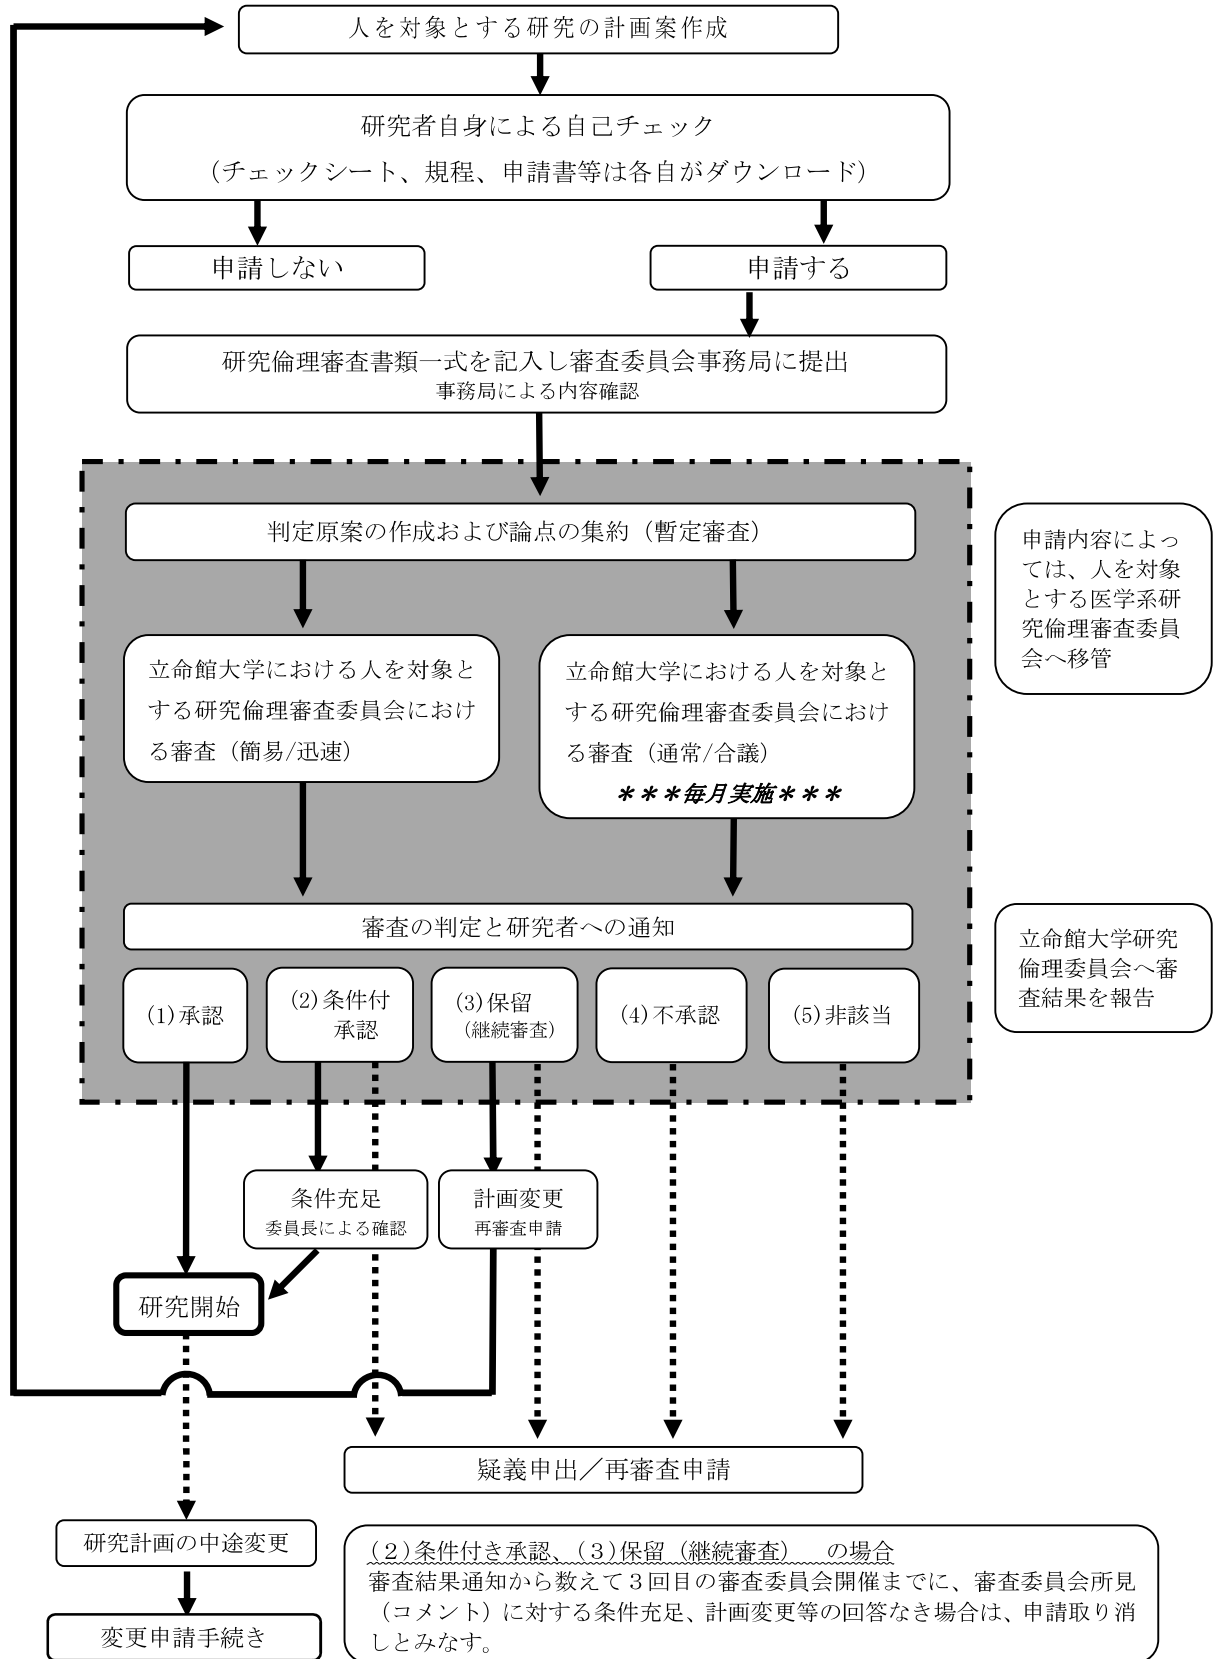 人を対象とする研究の計画案作成
研究者自身による自己チェック
（チェックシート、規程、申請書等は各自がダウンロード）
申請しない
申請する
研究倫理審査書類一式を記入し審査委員会事務局に提出
事務局による内容確認
判定原案の作成および論点の集約（暫定審査）
申請内容によっ
ては、人を対象
とする医学系研
究倫理審査委員
会へ移管
立命館大学における人を対象と
する研究倫理審査委員会におけ
る審査（簡易/迅速）
立命館大学における人を対象と
する研究倫理審査委員会におけ
る審査（通常/合議）
＊＊＊毎月実施＊＊＊
審査の判定と研究者への通知
立命館大学研究
倫理委員会へ審
査結果を報告
(1)承認
(2)条件付
承認
(3)保留
（継続審査）
(4)不承認
(5)非該当
条件充足
委員長による確認
計画変更
再審査申請
研究開始
疑義申出／再審査申請
研究計画の中途変更
変更申請手続き
（２）条件付き承認、（３）保留（継続審査）　の場合
審査結果通知から数えて３回目の審査委員会開催までに、審査委員会所見
（コメント）に対する条件充足、計画変更等の回答なき場合は、申請取り消
しとみなす。